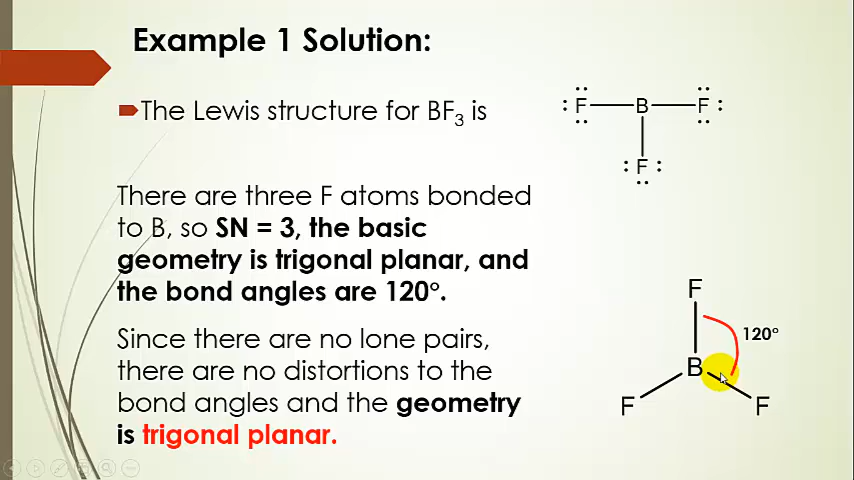 Example 1 Solution:
The Lewis structure for BF₃ is
F B F
F
There are three F atoms bonded
to B, so SN = 3, the basic
geometry is trigonal planar, and
the bond angles are 120°.
Since there are no lone pairs,
there are no distortions to the
bond angles and the geometry
is trigonal planar.
F
120°
B
F F